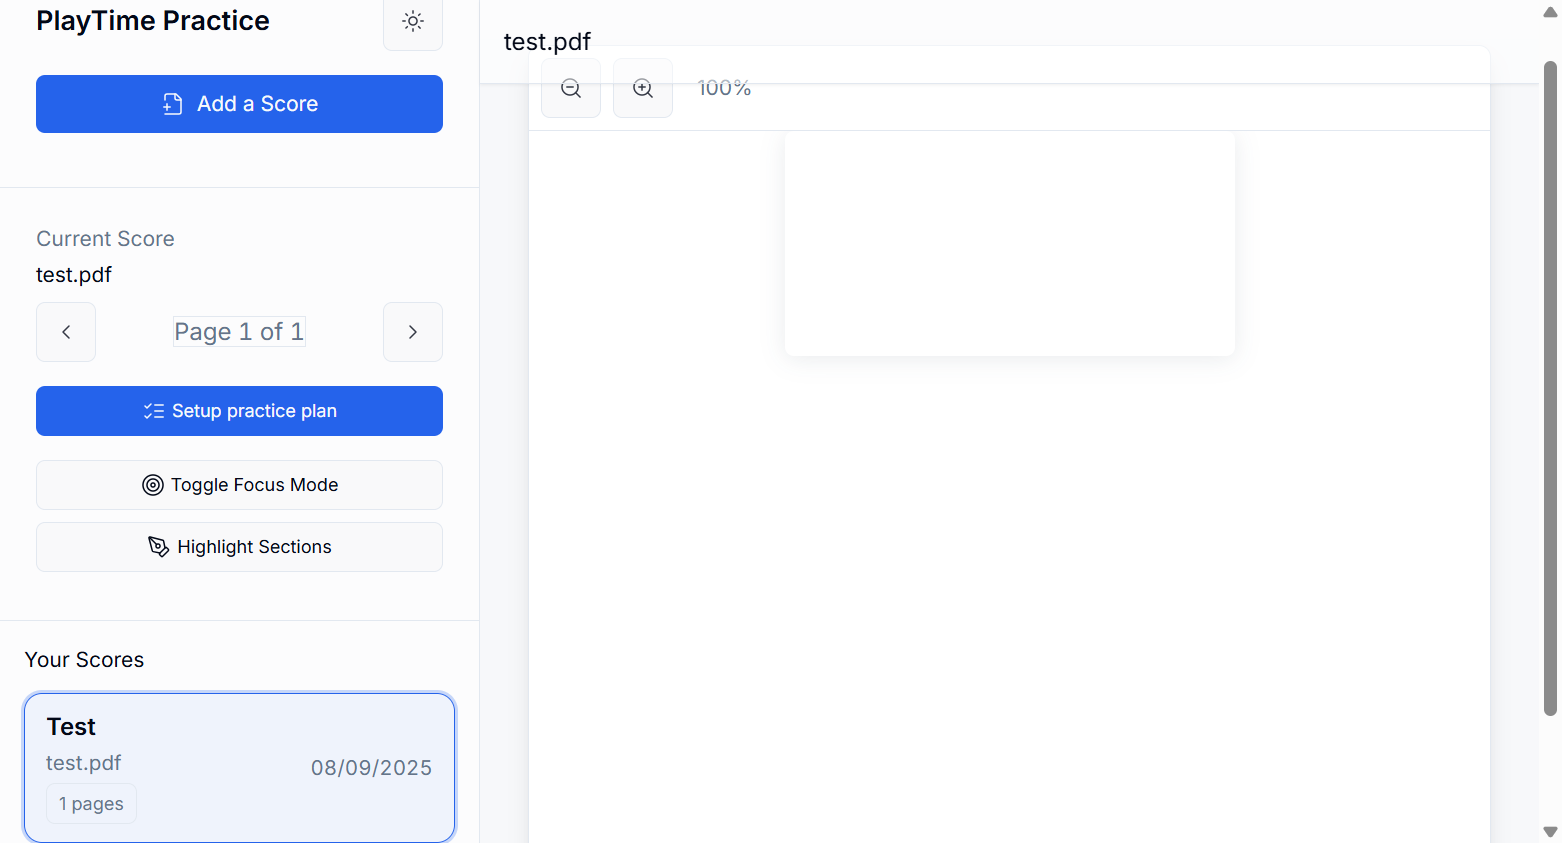 PlayTime Practice
Add a Score
Current Score
test.pdf
Page 1 of 1
Setup practice plan
Toggle Focus Mode
Highlight Sections
Your Scores
Test
test.pdf
08/09/2025
1 pages
test.pdf
100%